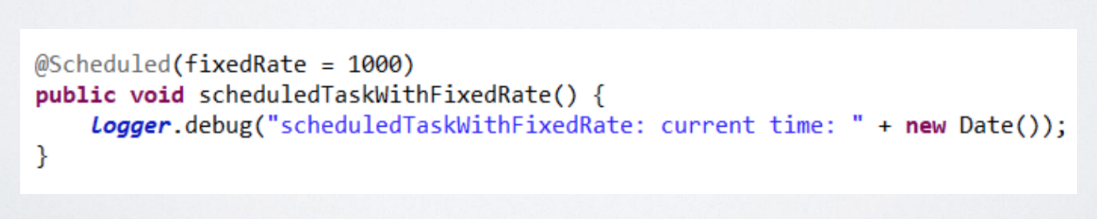 @Scheduled(fixedRate = 1000)
public void scheduledTaskWithFixedRate() {
    Logger.debug("scheduledTaskWithFixedRate: current time: " + new Date());
}